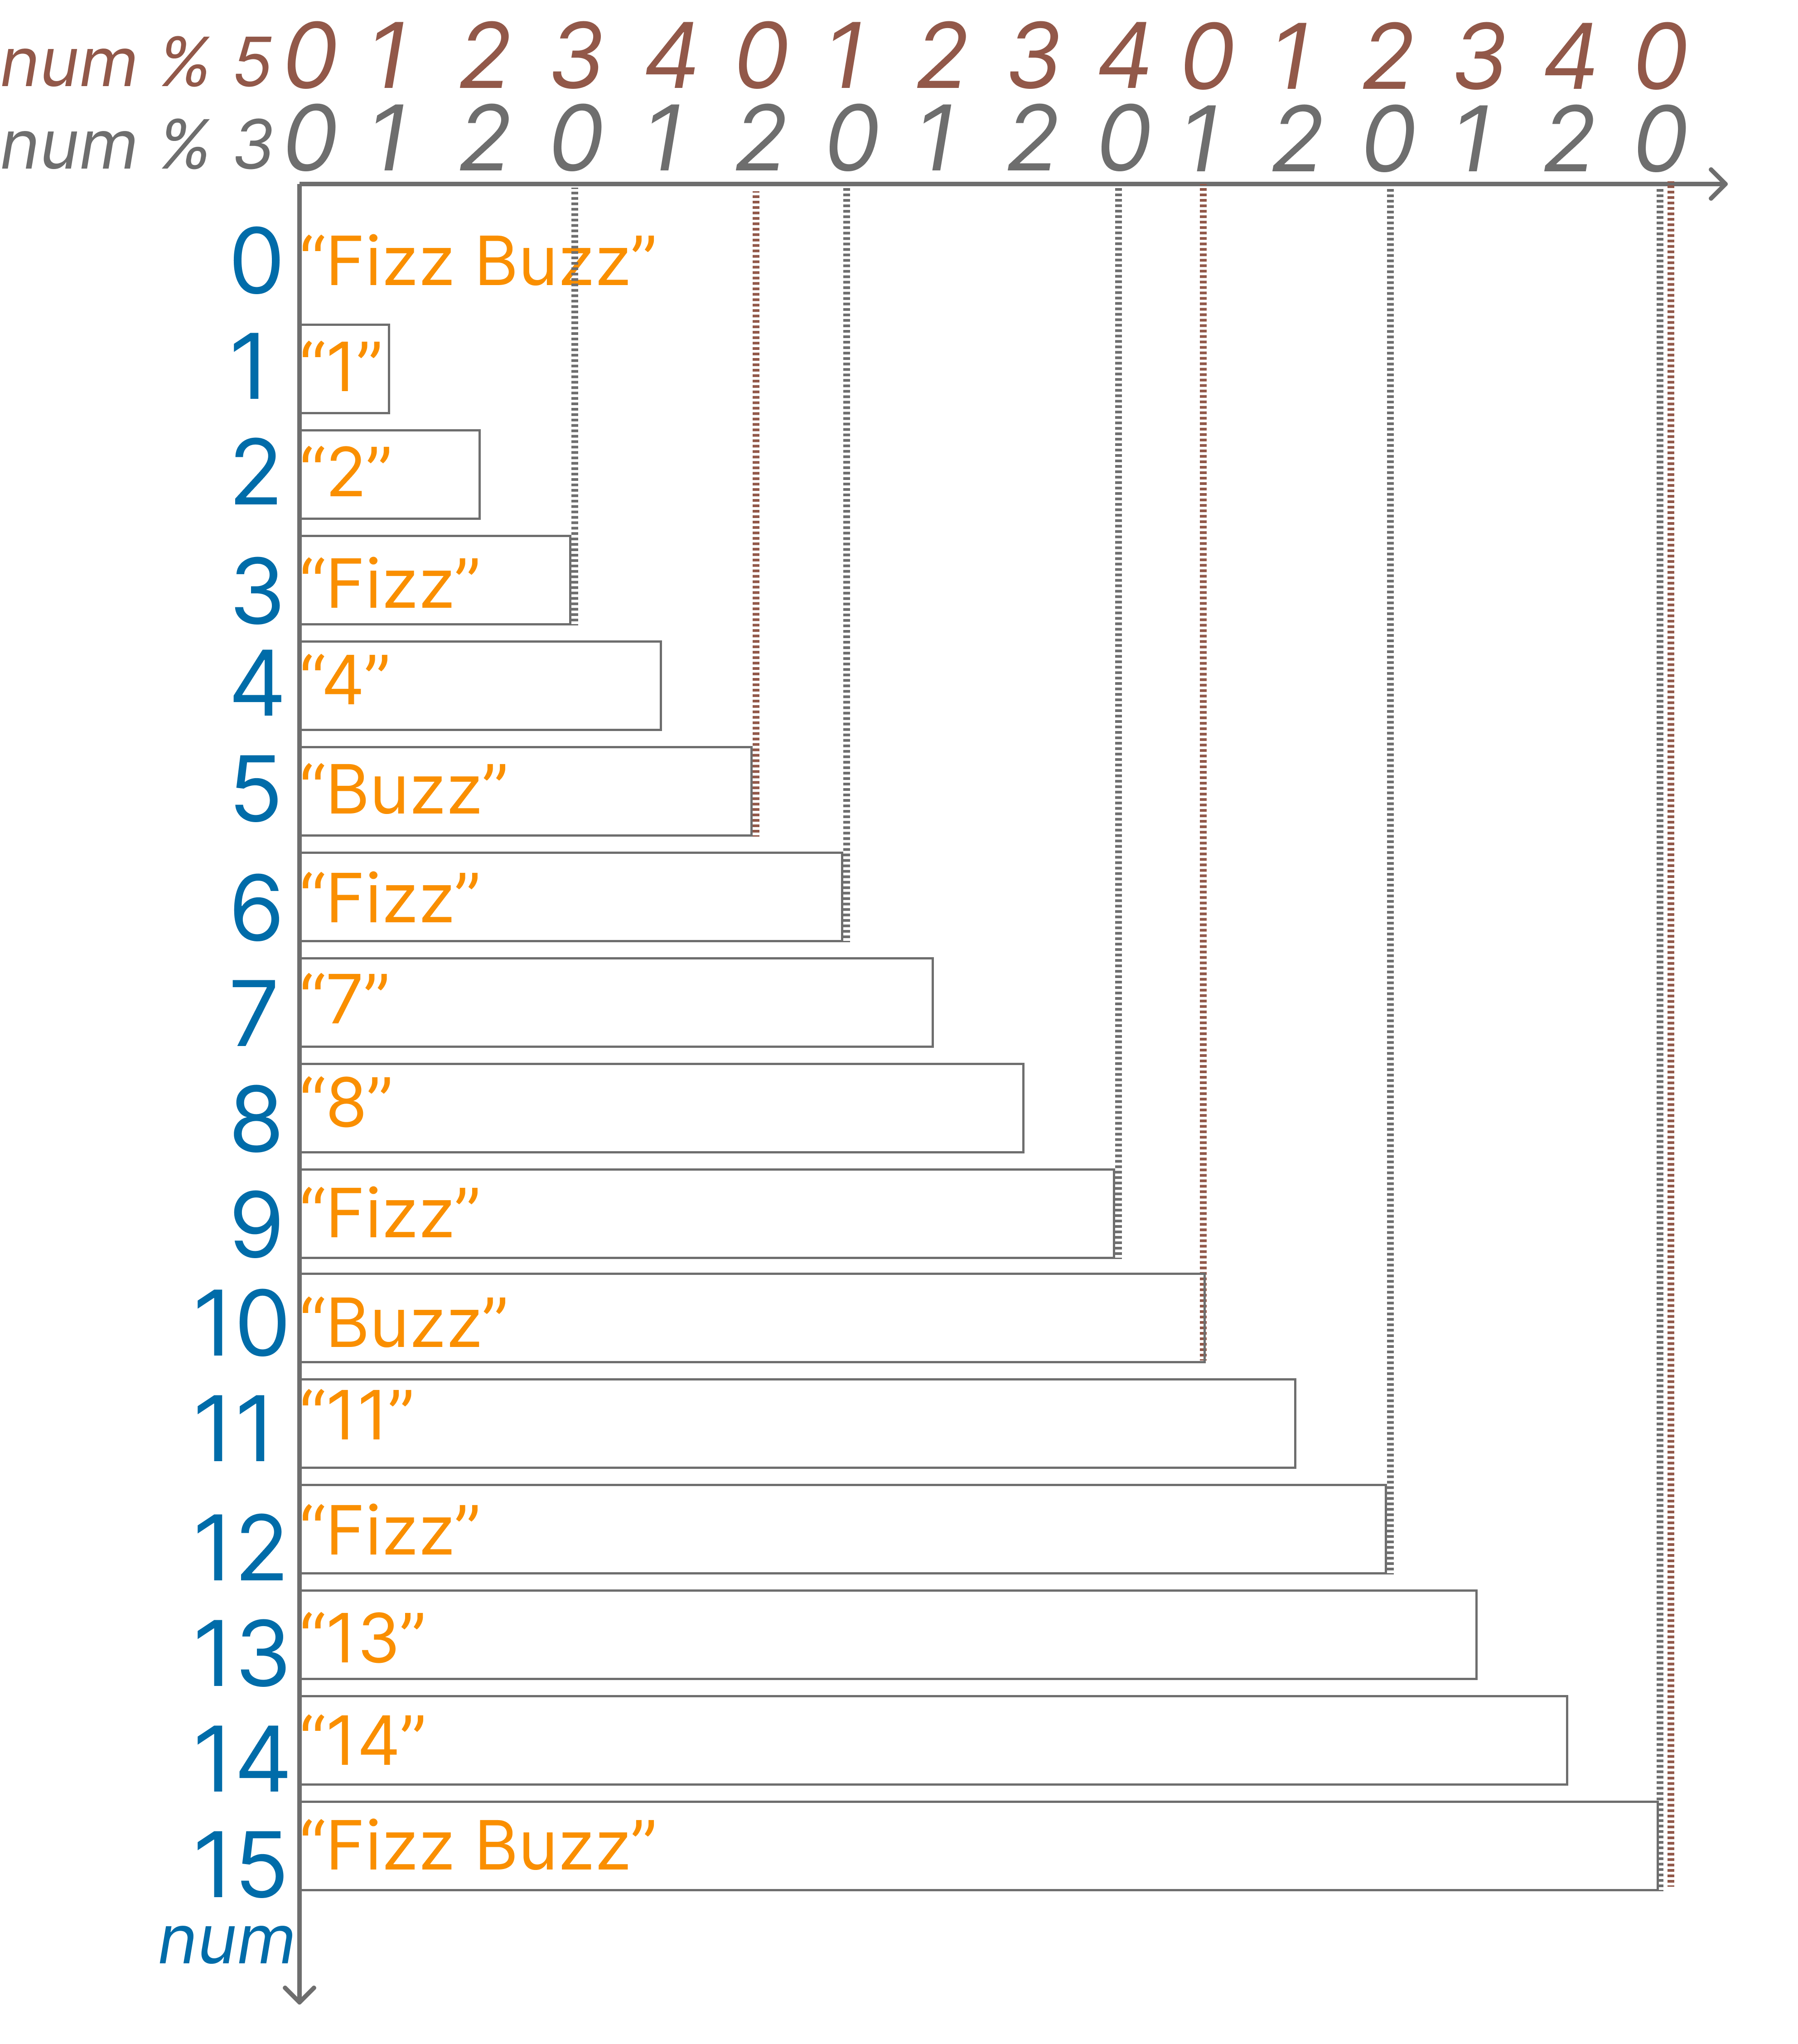 num % 5 0 1 2 3 4 0 1 2 3 4 0 1 2 3 4 0
num % 3 0 1 2 0 1 2 0 1 2 0 1 2 0 1 2 0
0 “Fizz Buzz”
1 “1”
2 “2”
3 “Fizz”
4 “4”
5 “Buzz”
6 “Fizz”
7 “7”
8 “8”
9 “Fizz”
10 “Buzz”
11 “11”
12 “Fizz”
13 “13”
14 “14”
15 “Fizz Buzz”
num